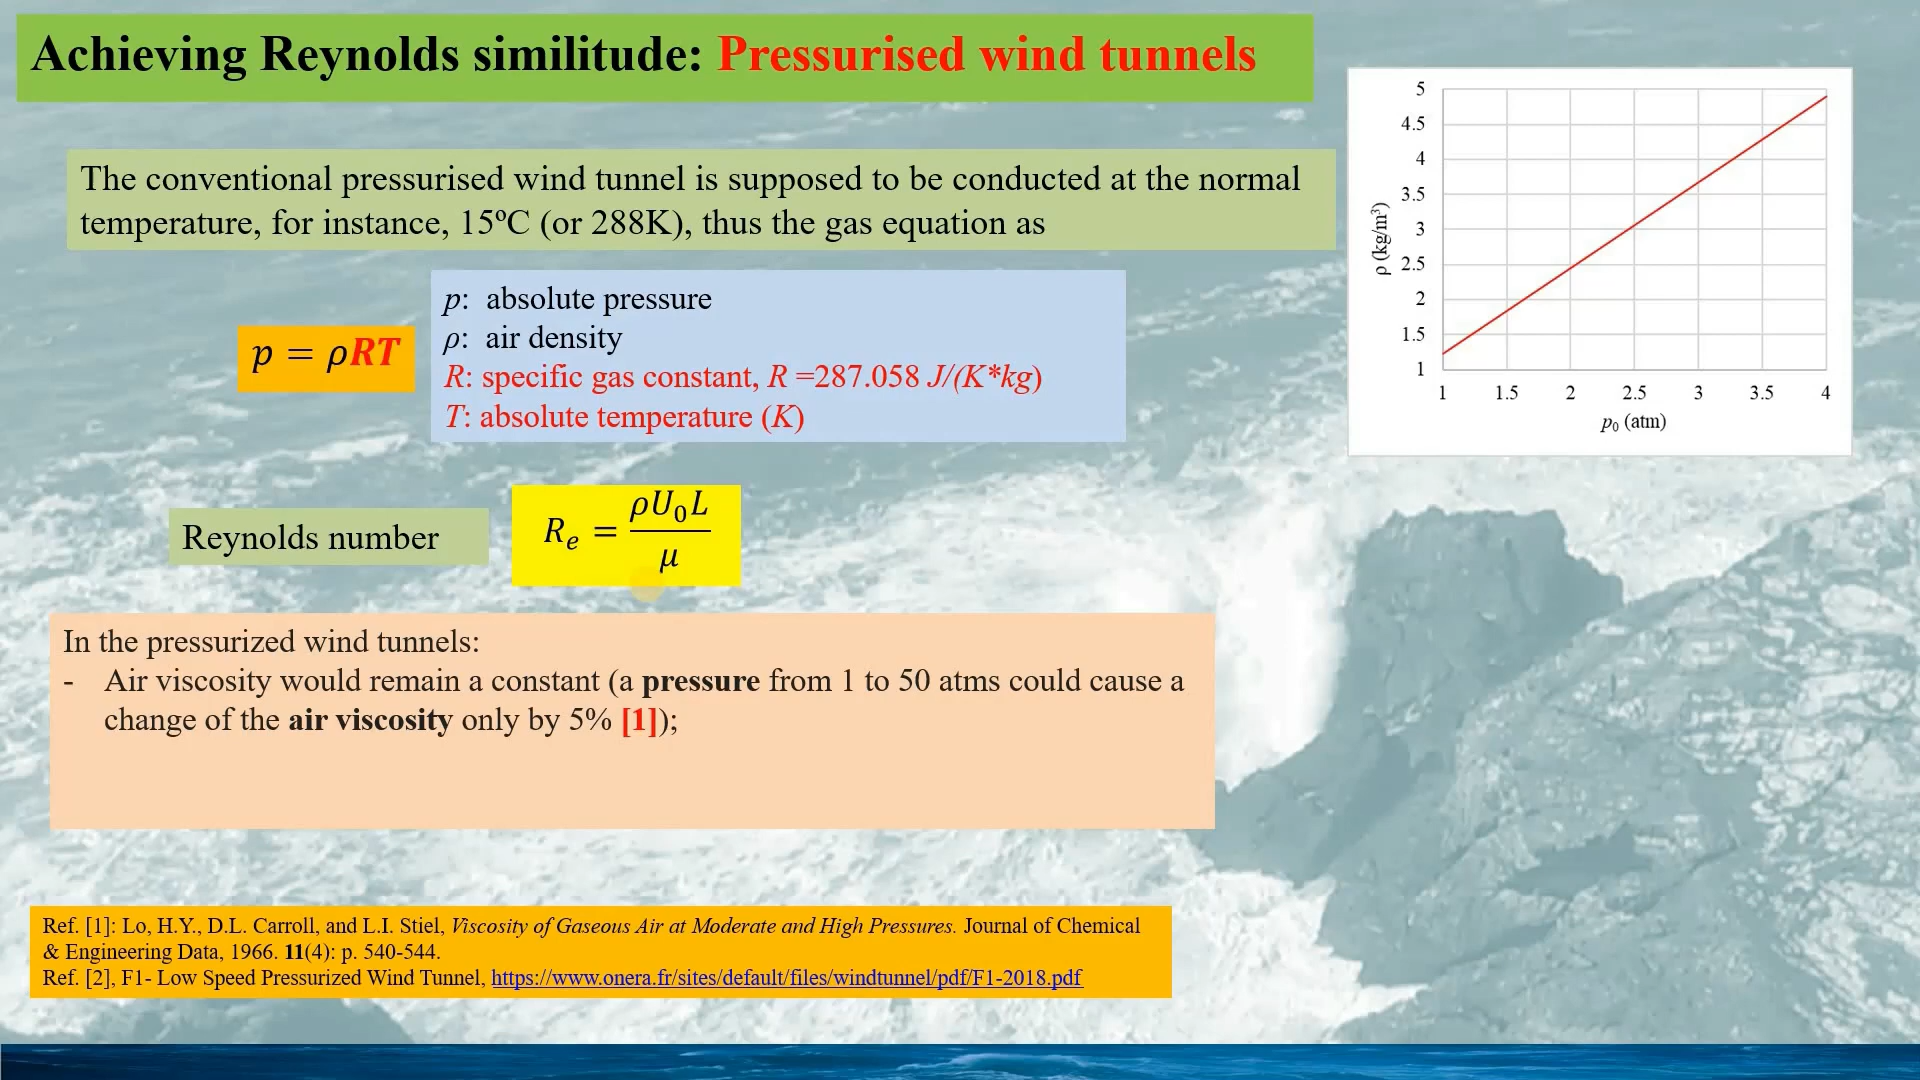 Achieving Reynolds similitude: Pressurised wind tunnels
The conventional pressurised wind tunnel is supposed to be conducted at the normal
temperature, for instance, 15ºC (or 288K), thus the gas equation as
p = ρRT
p: absolute pressure
ρ: air density
R: specific gas constant, R =287.058 J/(K*kg)
T: absolute temperature (K)
5
4.5
4
3.5
3
2.5
2
1.5
1
ρ (kg/m³)
1 1.5 2 2.5 3 3.5 4
p₀ (atm)
Reynolds number
Rₑ = ρU₀L / μ
In the pressurized wind tunnels:
- Air viscosity would remain a constant (a pressure from 1 to 50 atms could cause a
change of the air viscosity only by 5% [1]);
Ref. [1]: Lo, H.Y., D.L. Carroll, and L.I. Stiel, Viscosity of Gaseous Air at Moderate and High Pressures. Journal of Chemical
& Engineering Data, 1966. 11(4): p. 540-544.
Ref. [2], F1- Low Speed Pressurized Wind Tunnel, https://www.onera.fr/sites/default/files/windtunnel/pdf/F1-2018.pdf